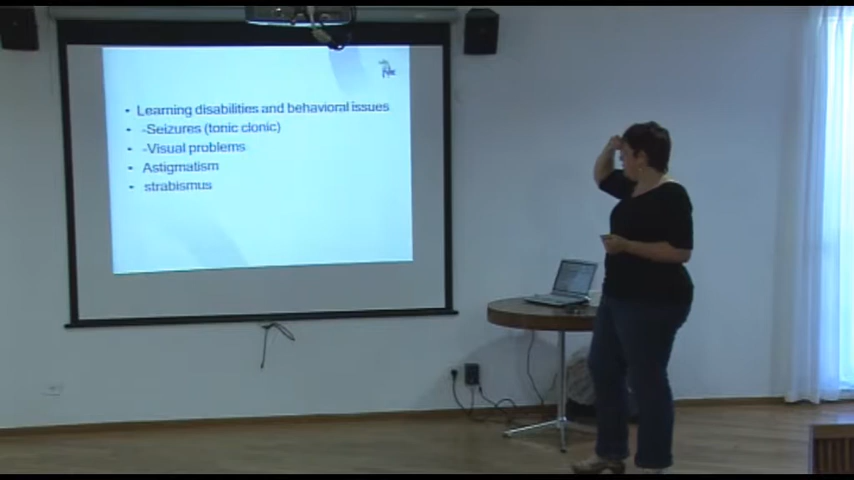 • Learning disabilities and behavioral issues
• -Seizures (tonic clonic)
• -Visual problems
• Astigmatism
• strabismus